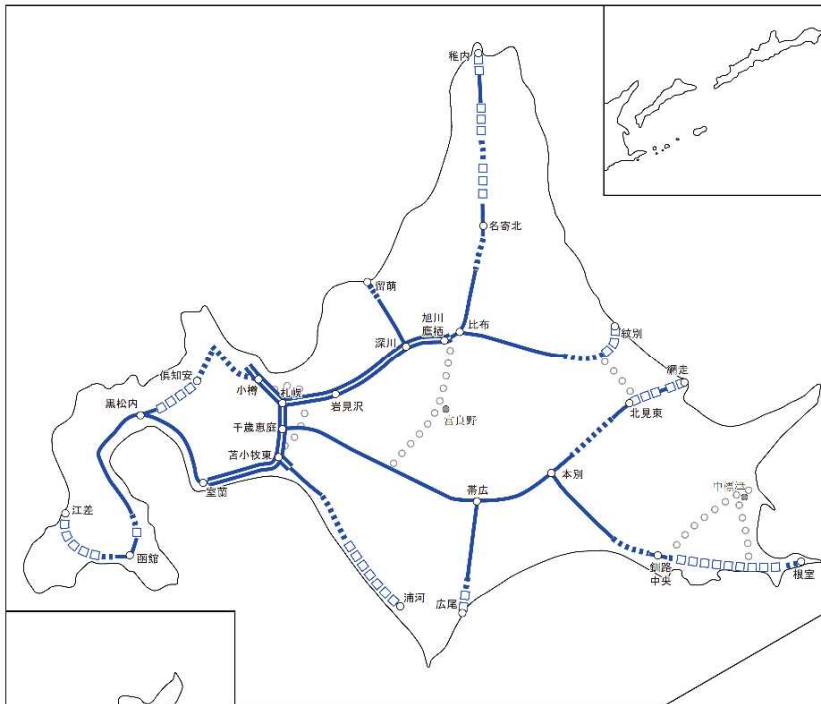 稚内
名寄北
留萌
旭川
鷹栖
比布
紋別
深川
網走
倶知安
小樽
札幌
岩見沢
北見東
黒松内
千歳恵庭
富良野
苫小牧東
本別
帯広
室蘭
中標津
江差
函館
釧路
中央
根室
浦河
広尾